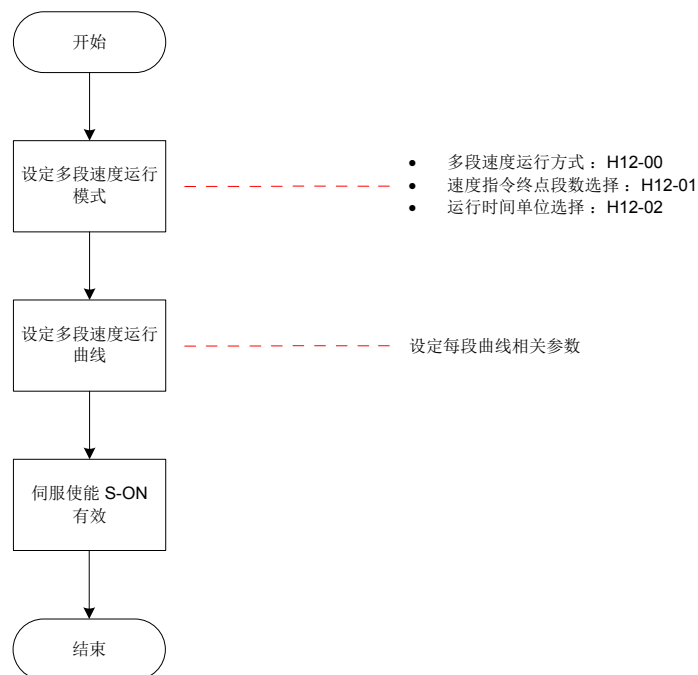 开始
设定多段速度运行
模式
• 多段速度运行方式 ：H12-00
• 速度指令终点段数选择 ：H12-01
• 运行时间单位选择 ：H12-02
设定多段速度运行
曲线
设定每段曲线相关参数
伺服使能 S-ON
有效
结束